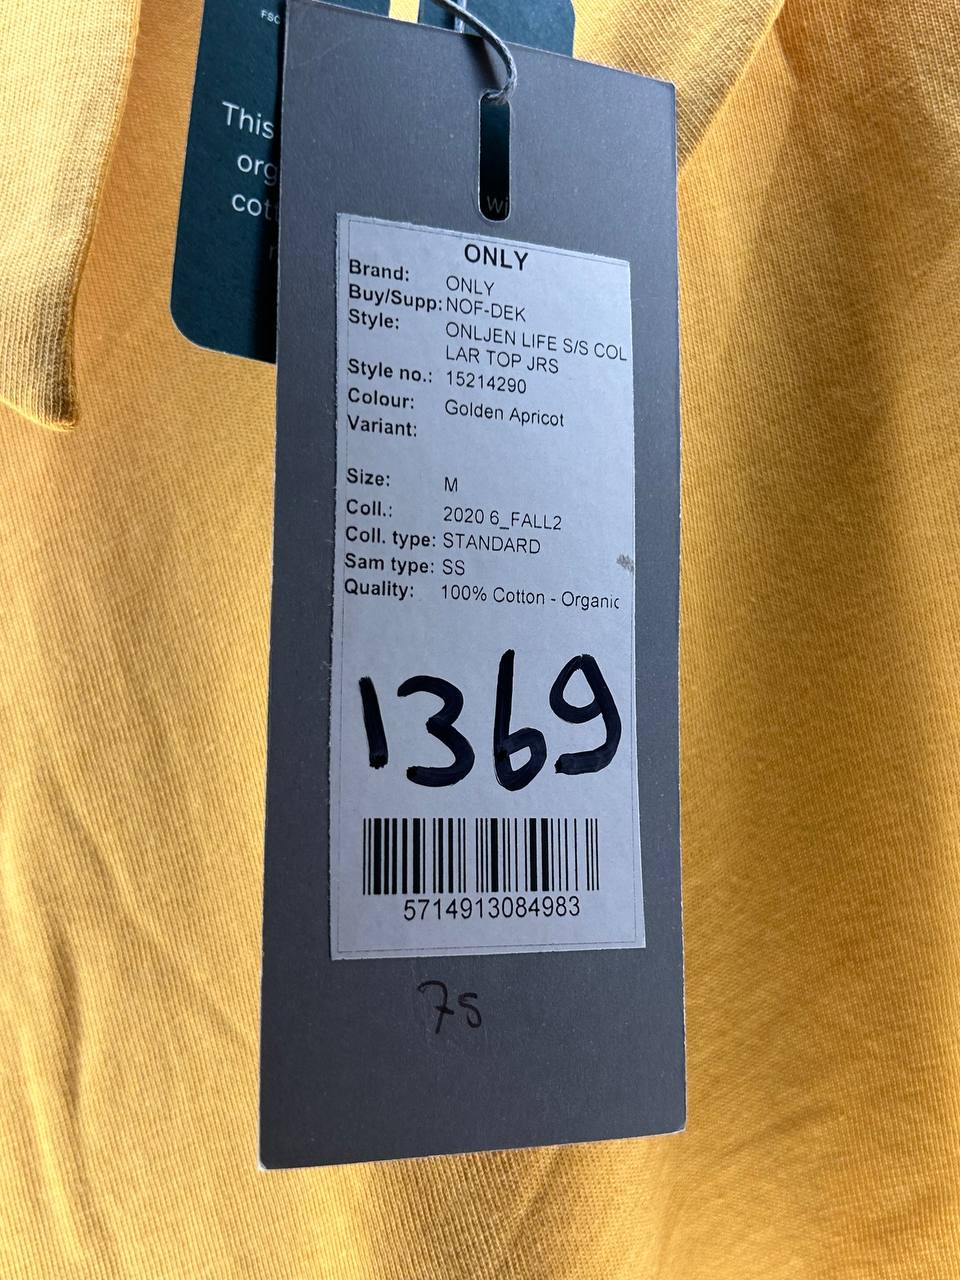 FSC
This
org
cot
wi
ONLY
Brand: ONLY
Buy/Supp: NOF-DEK
Style: ONLJEN LIFE S/S COL
LAR TOP JRS
Style no.: 15214290
Colour: Golden Apricot
Variant:
Size: M
Coll.: 2020 6_FALL2
Coll. type: STANDARD
Sam type: SS
Quality: 100% Cotton - Organic
1369
5714913084983